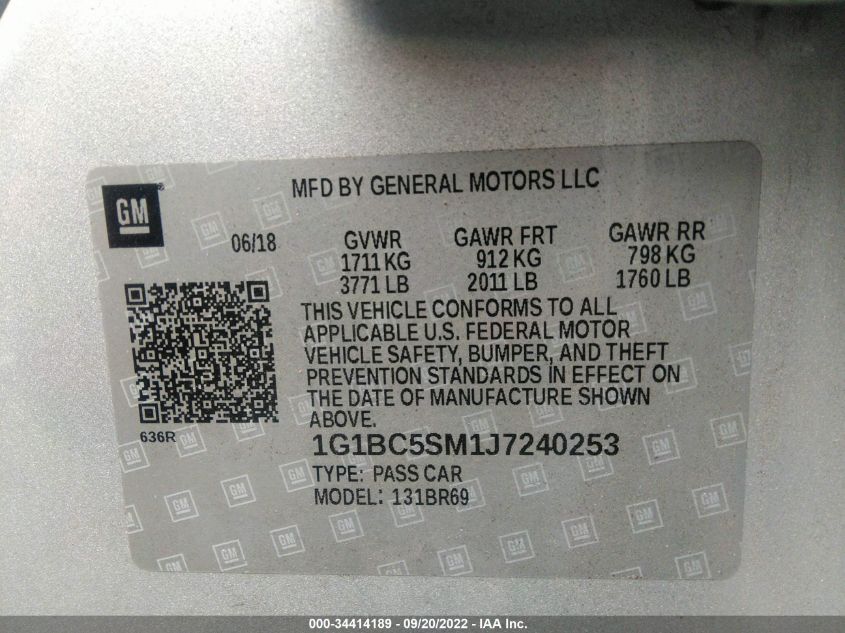 MFD BY GENERAL MOTORS LLC
GM®
06/18 GVWR GAWR FRT GAWR RR
1711 KG 912 KG 798 KG
3771 LB 2011 LB 1760 LB
THIS VEHICLE CONFORMS TO ALL
APPLICABLE U.S. FEDERAL MOTOR
VEHICLE SAFETY, BUMPER, AND THEFT
PREVENTION STANDARDS IN EFFECT ON
THE DATE OF MANUFACTURE SHOWN
ABOVE.
636R
1G1BC5SM1J7240253
TYPE: PASS CAR
MODEL: 131BR69
000-34414189 - 09/20/2022 - IAA Inc.